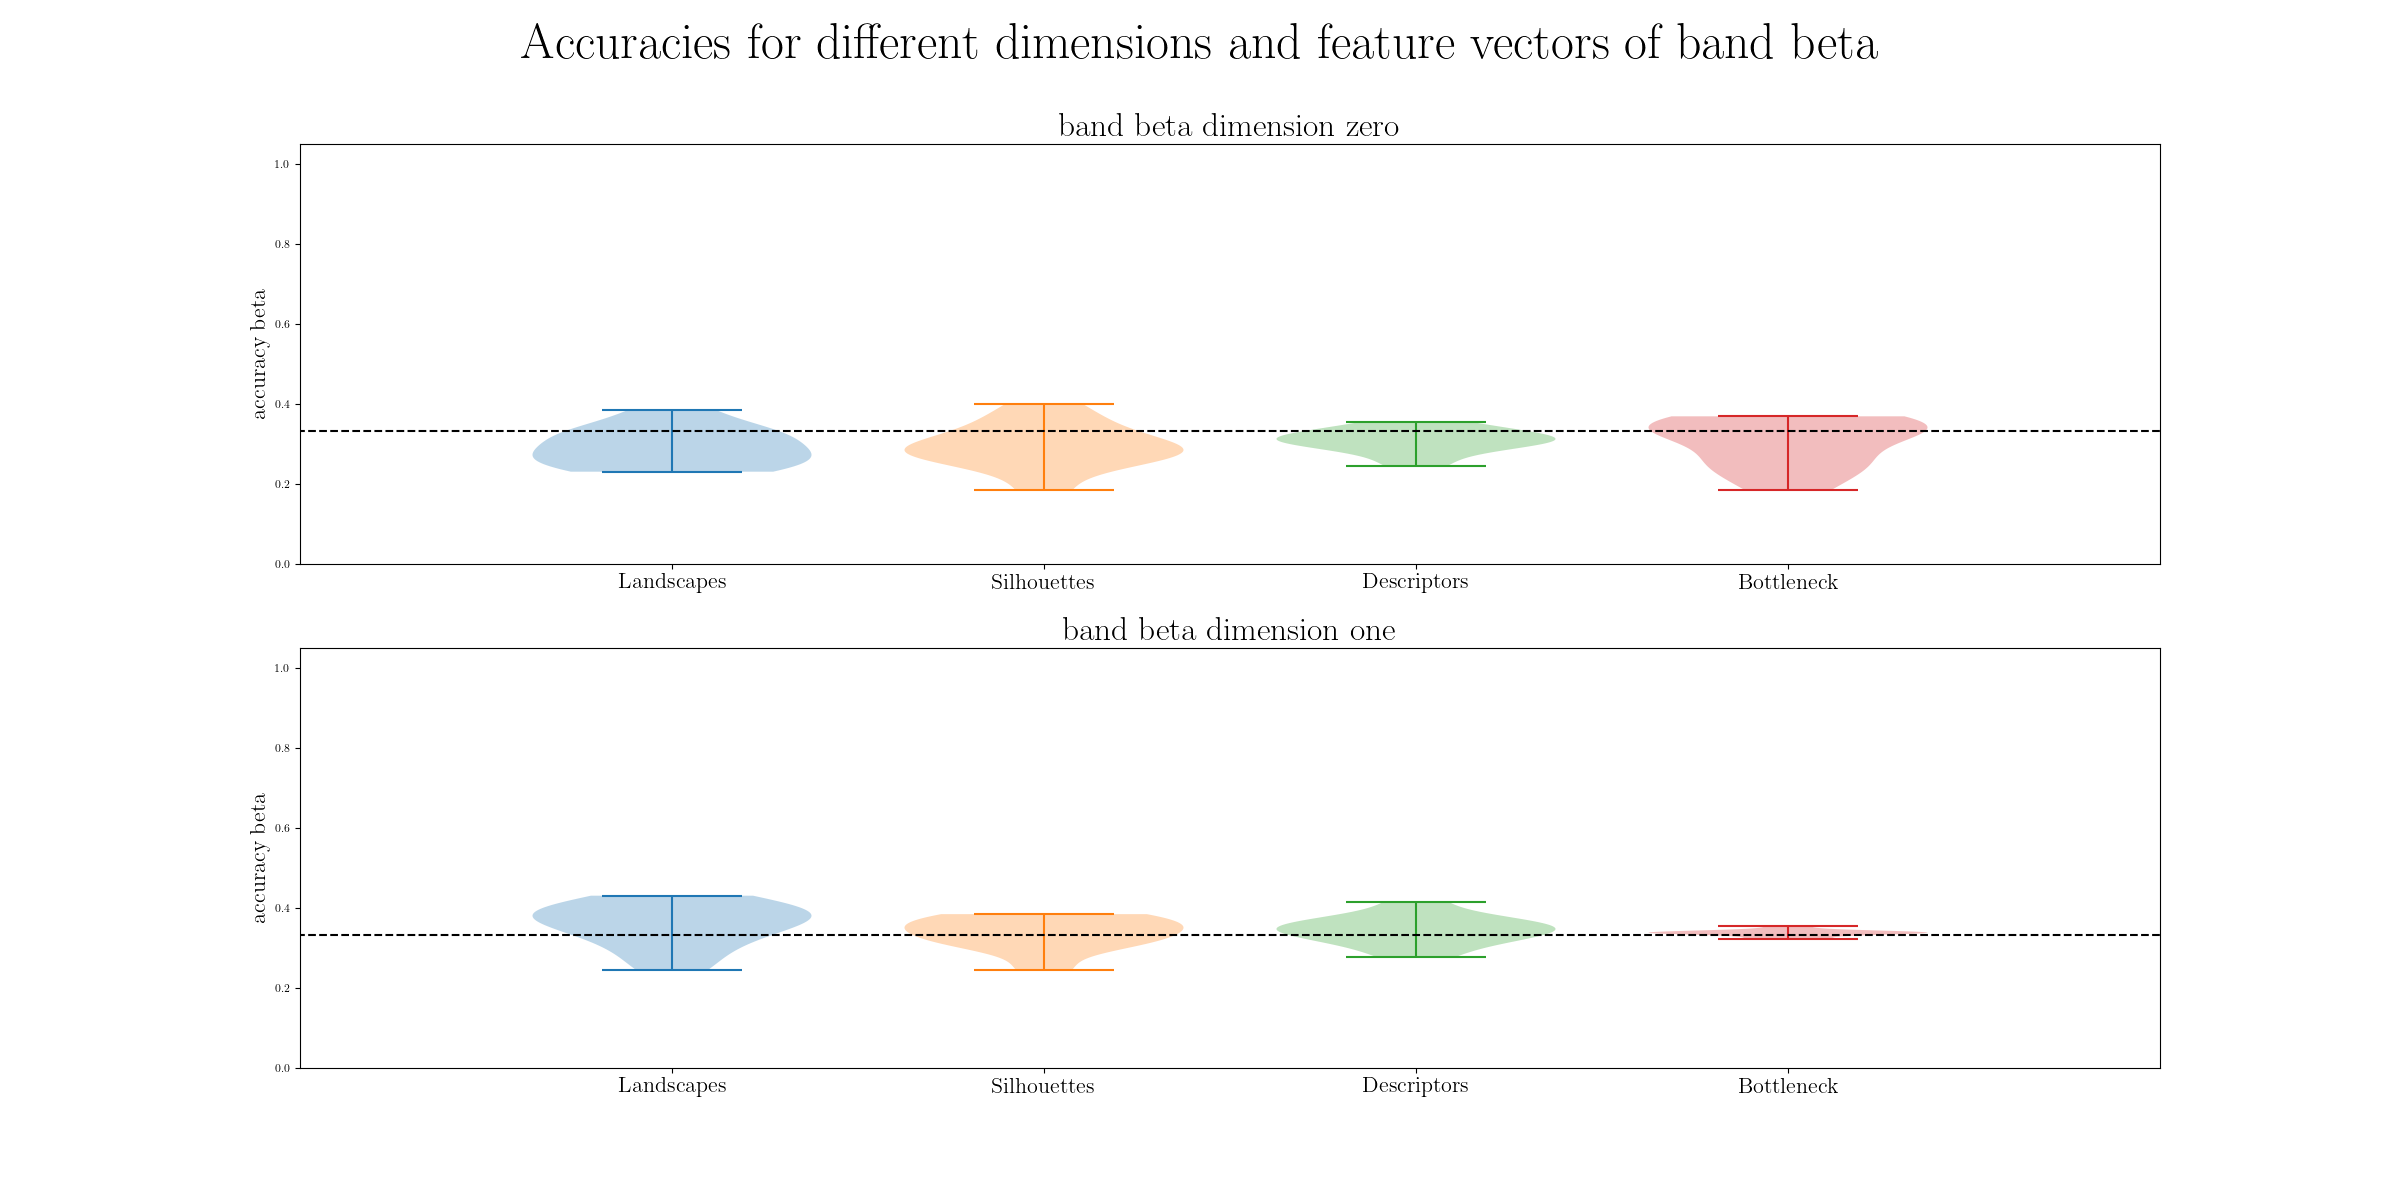 Accuracies for different dimensions and feature vectors of band beta
band beta dimension zero
1.0
0.8
0.6
0.4
0.2
0.0
accuracy beta
Landscapes Silhouettes Descriptors Bottleneck
band beta dimension one
1.0
0.8
0.6
0.4
0.2
0.0
accuracy beta
Landscapes Silhouettes Descriptors Bottleneck